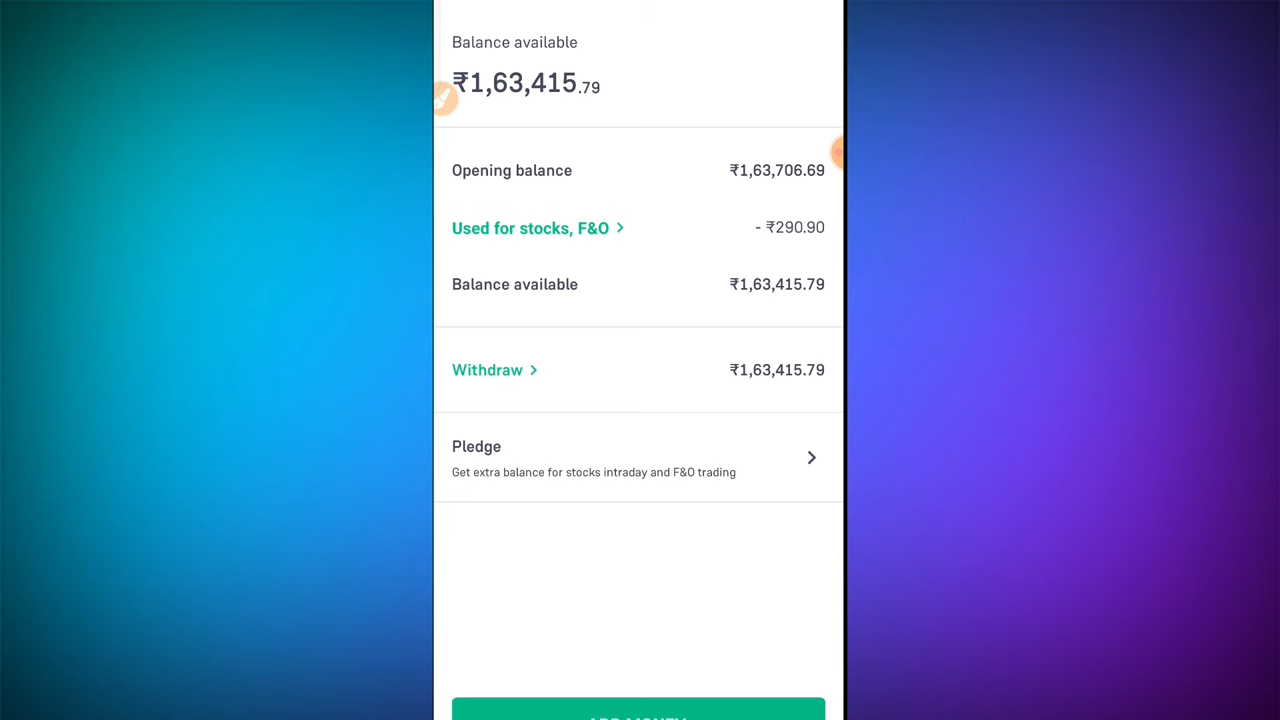 Balance available
₹1,63,415.79
Opening balance ₹1,63,706.69
Used for stocks, F&O > - ₹290.90
Balance available ₹1,63,415.79
Withdraw > ₹1,63,415.79
Pledge
Get extra balance for stocks intraday and F&O trading